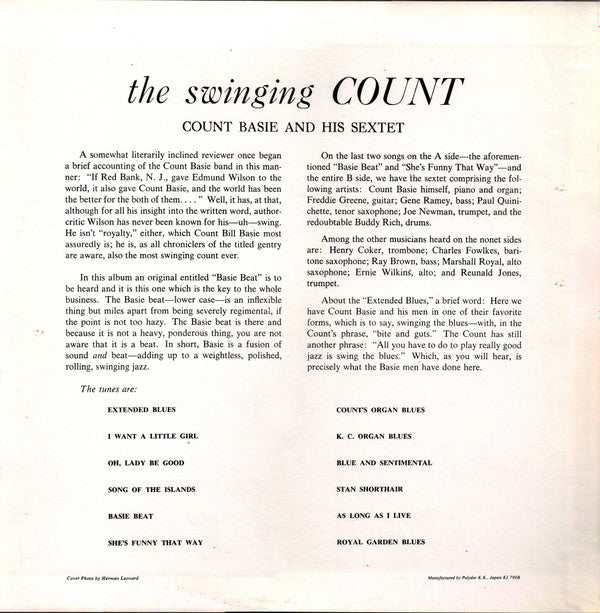 the swinging COUNT
COUNT BASIE AND HIS SEXTET
A somewhat literarily inclined reviewer once began
a brief accounting of the Count Basie band in this man-
ner: "If Red Bank, N. J., gave Edmund Wilson to the
world, it also gave Count Basie, and the world has been
the better for the both of them. . . ." Well, it has, at that,
although for all his insight into the written word, author-
critic Wilson has never been known for his—uh—swing.
He isn't "royalty," either, which Count Bill Basie most
assuredly is; he is, as all chroniclers of the titled gentry
are aware, also the most swinging count ever.
In this album an original entitled "Basie Beat" is to
be heard and it is this one which is the key to the whole
business. The Basie beat—lower case—is an inflexible
thing but miles apart from being severely regimental, if
the point is not too hazy. The Basie beat is there and
because it is not a heavy, ponderous thing, you are not
aware that it is a beat. In short, Basie is a fusion of
sound and beat—adding up to a weightless, polished,
rolling, swinging jazz.
On the last two songs on the A side—the aforemen-
tioned "Basie Beat" and "She's Funny That Way"—and
the entire B side, we have the sextet comprising the fol-
lowing artists: Count Basie himself, piano and organ;
Freddie Greene, guitar; Gene Ramey, bass; Paul Quini-
chette, tenor saxophone; Joe Newman, trumpet, and the
redoubtable Buddy Rich, drums.
Among the other musicians heard on the nonet sides
are: Henry Coker, trombone; Charles Fowlkes, bari-
tone saxophone; Ray Brown, bass; Marshall Royal, alto
saxophone; Ernie Wilkins, alto; and Reunald Jones,
trumpet.
About the "Extended Blues," a brief word: Here we
have Count Basie and his men in one of their favorite
forms, which is to say, swinging the blues—with, in the
Count's phrase, "bite and guts." The Count has still
another phrase: "All you have to do to play really good
jazz is swing the blues." Which, as you will hear, is
precisely what the Basie men have done here.
The tunes are:
EXTENDED BLUES
I WANT A LITTLE GIRL
OH, LADY BE GOOD
SONG OF THE ISLANDS
BASIE BEAT
SHE'S FUNNY THAT WAY
COUNT'S ORGAN BLUES
K. C. ORGAN BLUES
BLUE AND SENTIMENTAL
STAN SHORTHAIR
AS LONG AS I LIVE
ROYAL GARDEN BLUES
Cover Photo by Herman Leonard
Manufactured by Polydor K. K., Japan KI 7908